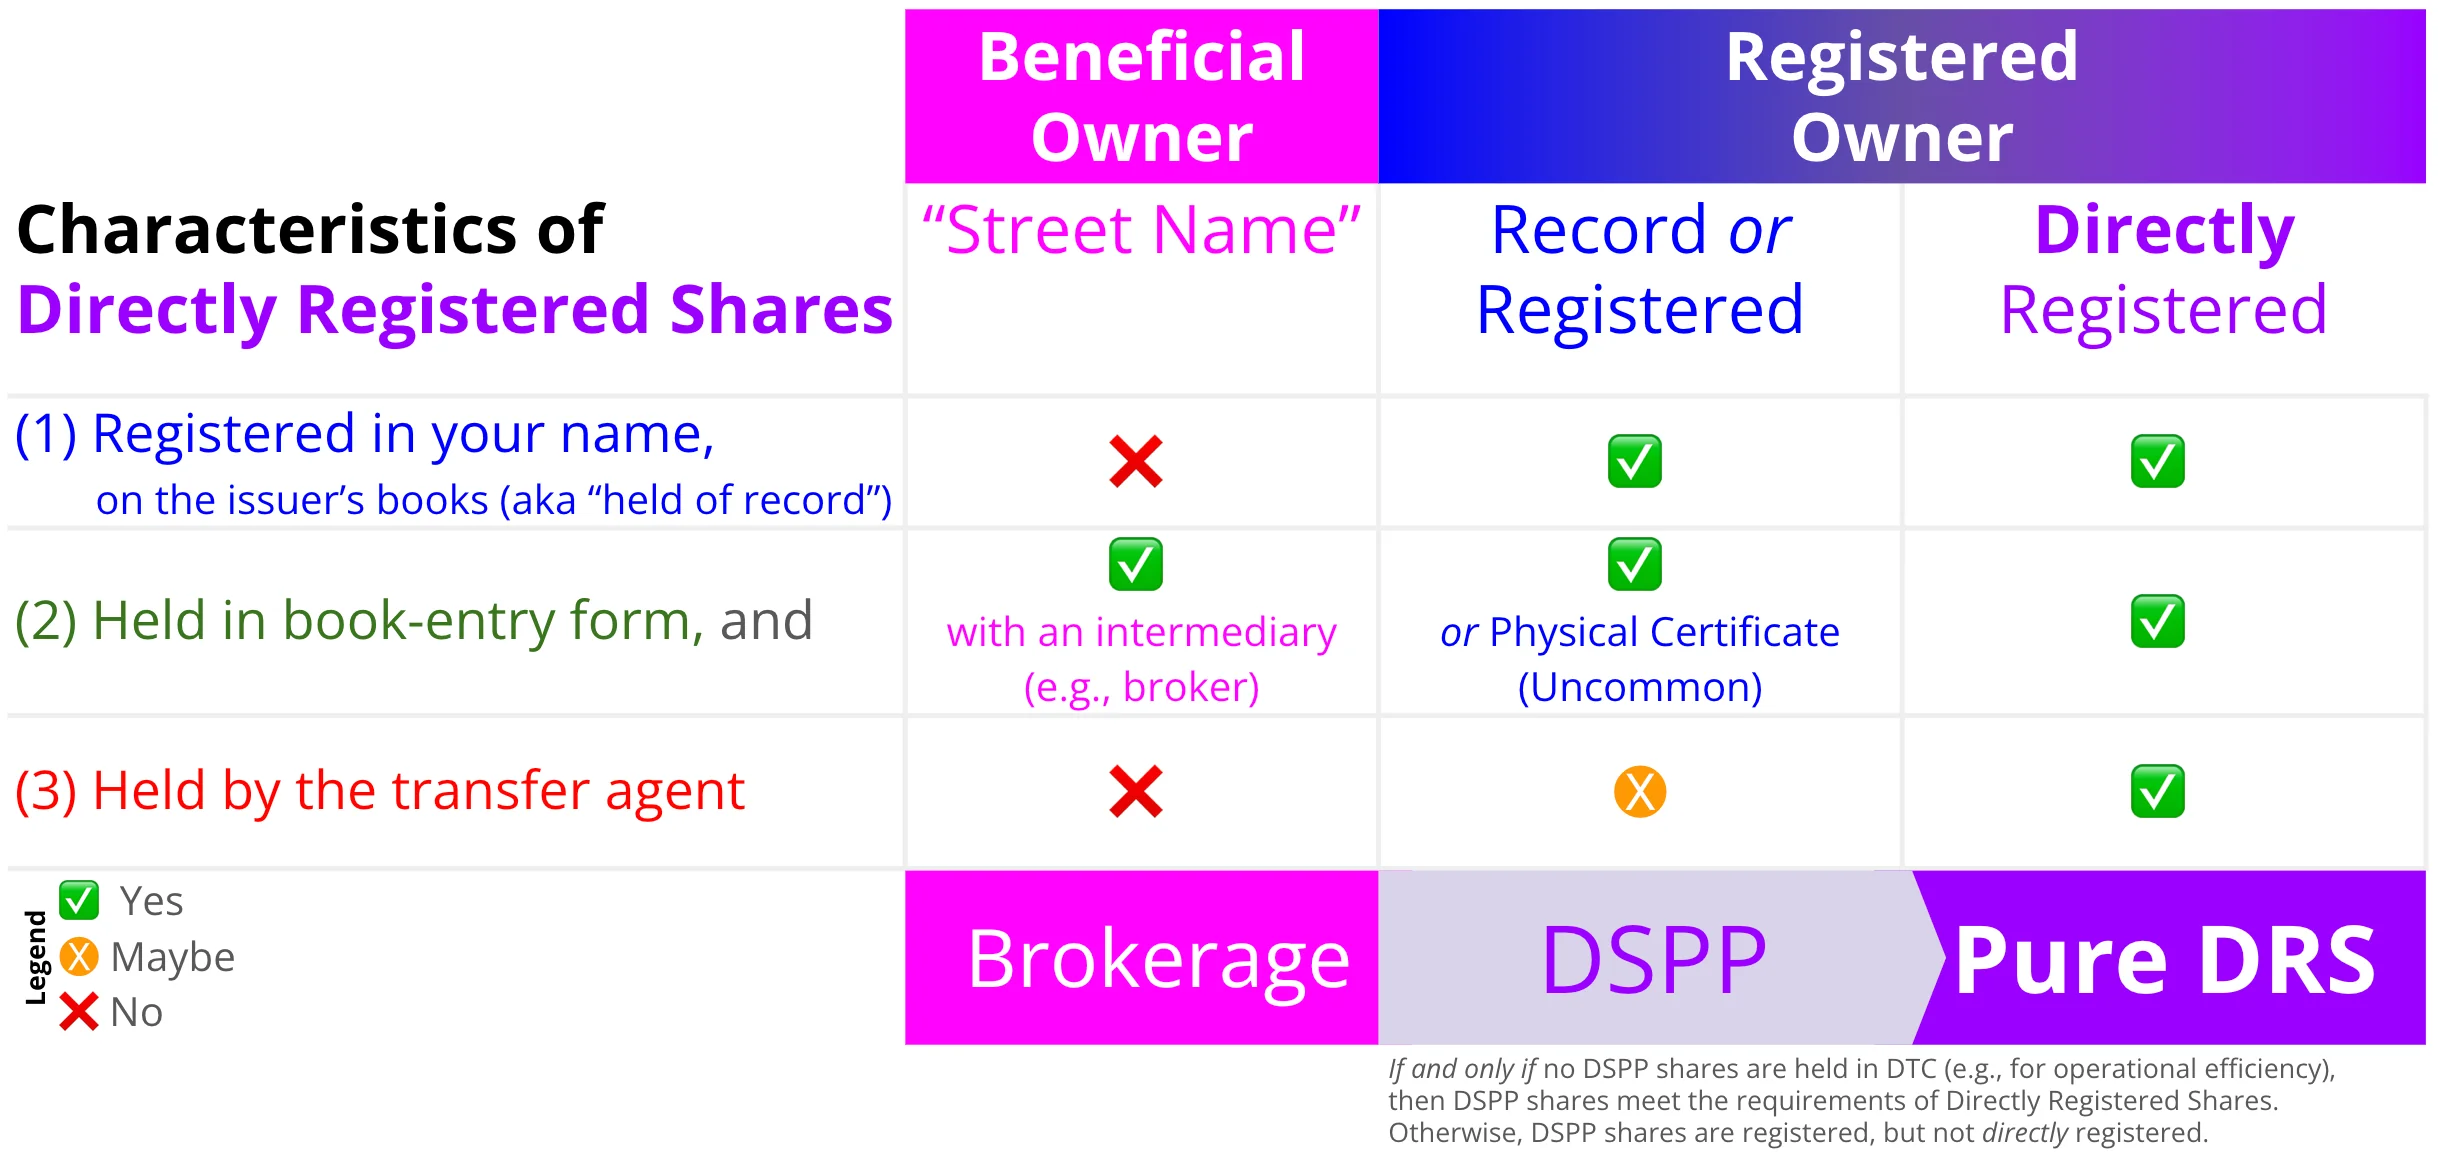 Beneficial
Owner
Registered
Owner
Characteristics of
Directly Registered Shares
“Street Name”
Record or
Registered
Directly
Registered
(1) Registered in your name,
on the issuer’s books (aka “held of record”)
(2) Held in book-entry form, and
with an intermediary
(e.g., broker)
or Physical Certificate
(Uncommon)
(3) Held by the transfer agent
X
Legend
Yes
X Maybe
No
Brokerage
DSPP
Pure DRS
If and only if no DSPP shares are held in DTC (e.g., for operational efficiency),
then DSPP shares meet the requirements of Directly Registered Shares.
Otherwise, DSPP shares are registered, but not directly registered.